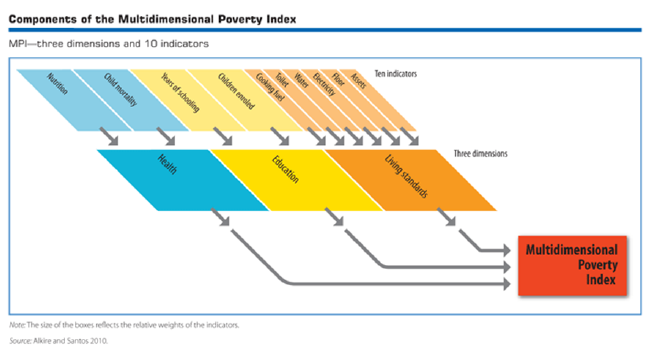 Components of the Multidimensional Poverty Index
MPI—three dimensions and 10 indicators
Nutrition
Child mortality
Years of schooling
Children enroled
Cooking fuel
Toilet
Water
Electricity
Floor
Assets
Ten indicators
Health
Education
Living standards
Three dimensions
Multidimensional
Poverty
Index
Note: The size of the boxes reflects the relative weights of the indicators.
Source: Alkire and Santos 2010.